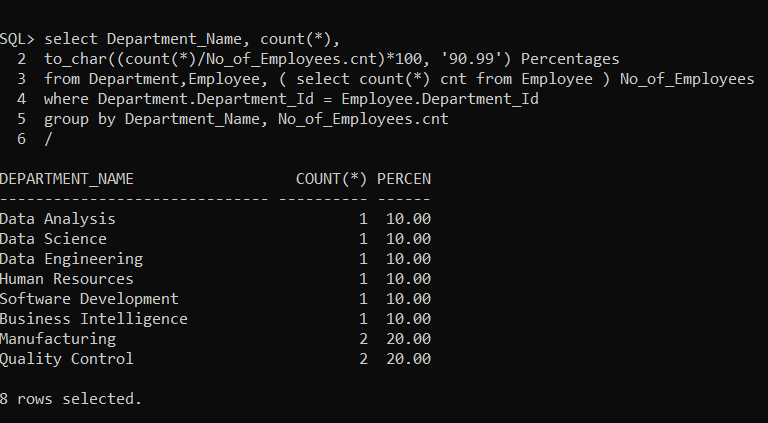 SQL> select Department_Name, count(*),
  2  to_char((count(*)/No_of_Employees.cnt)*100, '90.99') Percentages
  3  from Department,Employee, ( select count(*) cnt from Employee ) No_of_Employees
  4  where Department.Department_Id = Employee.Department_Id
  5  group by Department_Name, No_of_Employees.cnt
  6  /
DEPARTMENT_NAME                  COUNT(*) PERCEN
------------------------------ ---------- ------
Data Analysis                           1  10.00
Data Science                            1  10.00
Data Engineering                        1  10.00
Human Resources                         1  10.00
Software Development                    1  10.00
Business Intelligence                   1  10.00
Manufacturing                           2  20.00
Quality Control                         2  20.00
8 rows selected.